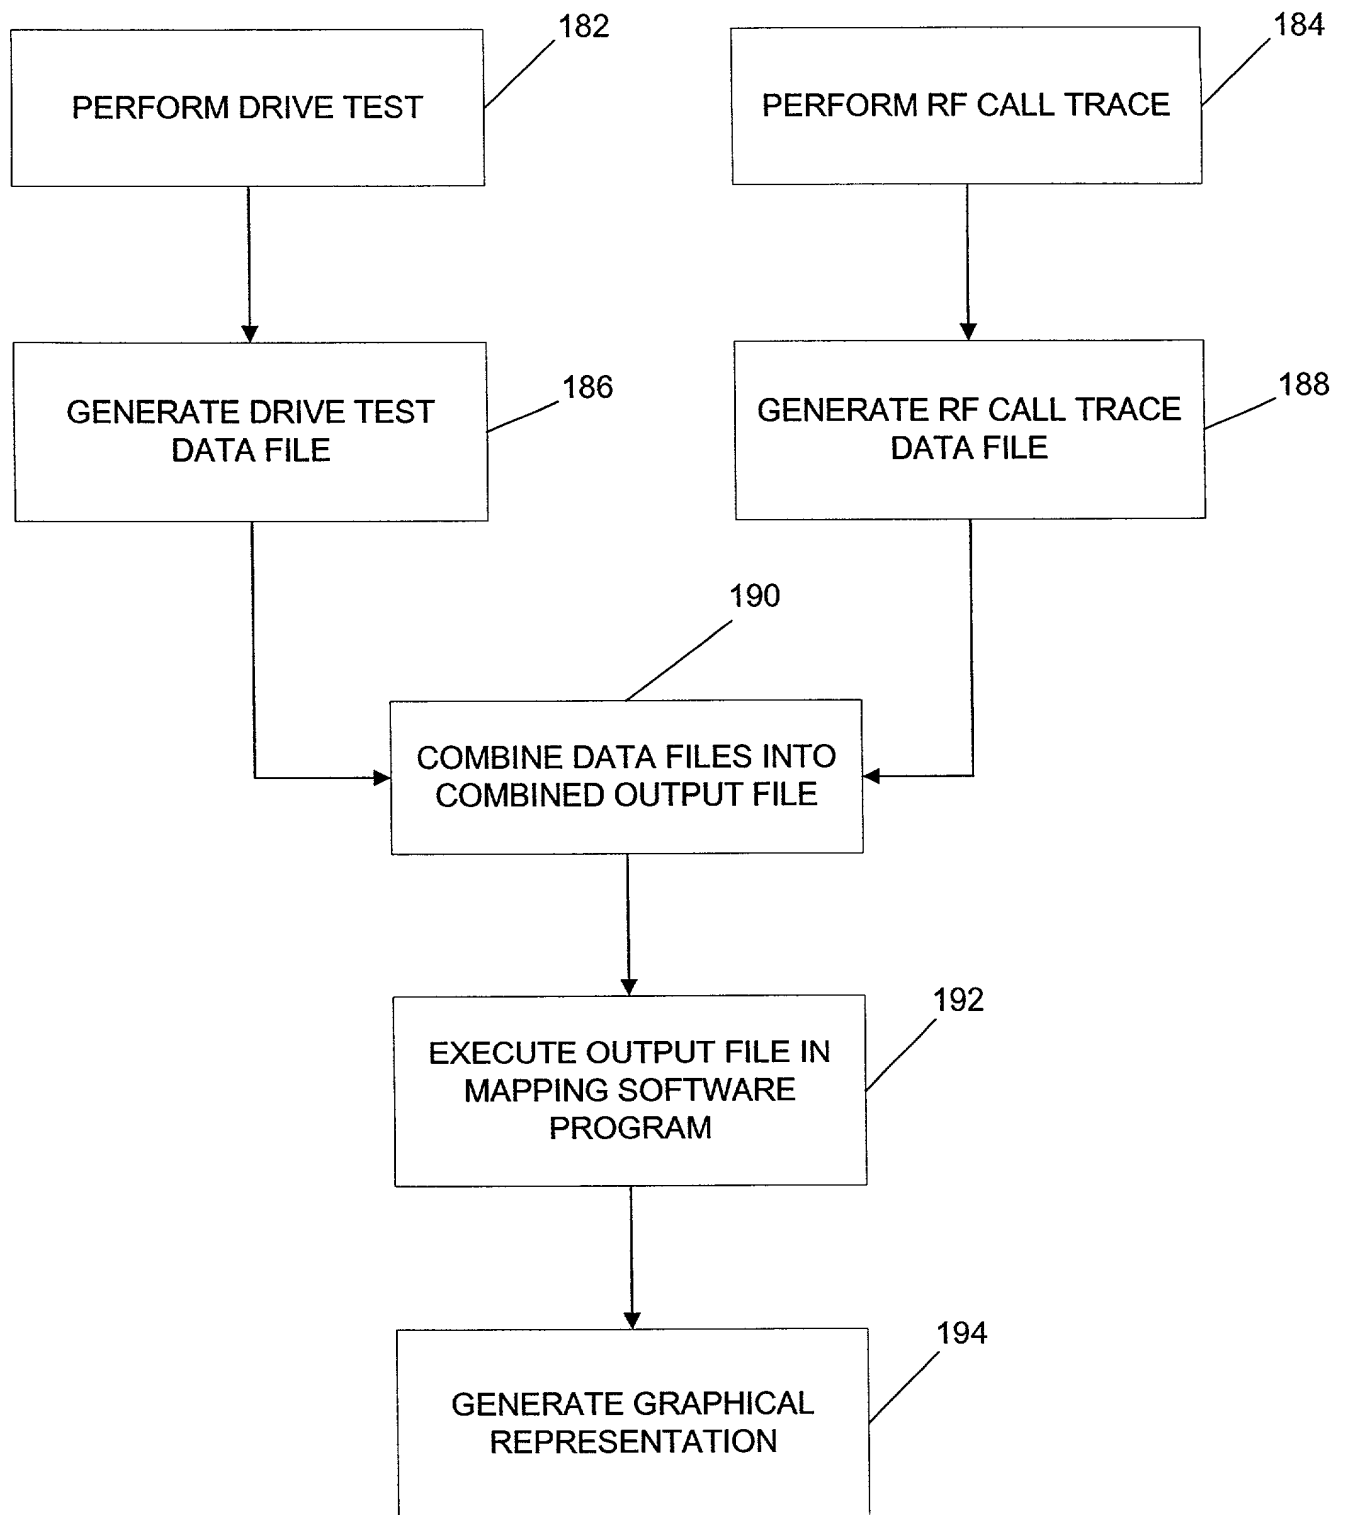 182
184
PERFORM DRIVE TEST
PERFORM RF CALL TRACE
186
188
GENERATE DRIVE TEST
DATA FILE
GENERATE RF CALL TRACE
DATA FILE
190
COMBINE DATA FILES INTO
COMBINED OUTPUT FILE
192
EXECUTE OUTPUT FILE IN
MAPPING SOFTWARE
PROGRAM
194
GENERATE GRAPHICAL
REPRESENTATION